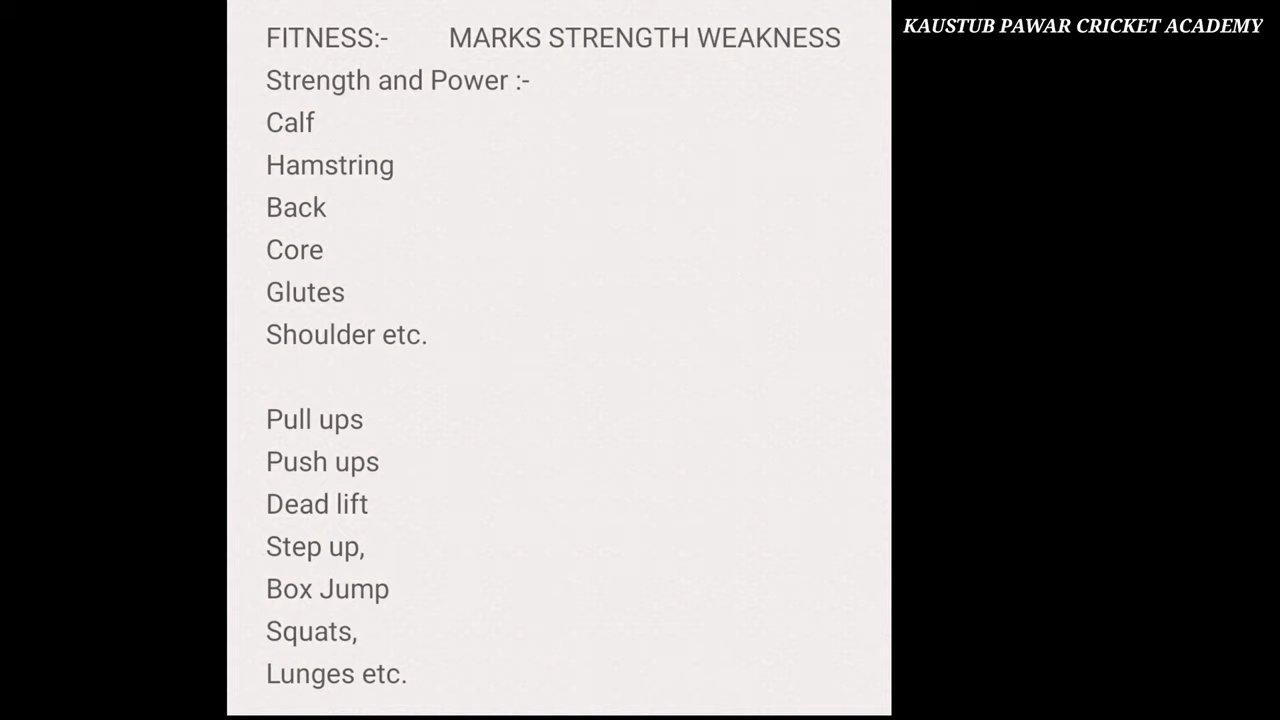 FITNESS:- MARKS STRENGTH WEAKNESS
Strength and Power :-
Calf
Hamstring
Back
Core
Glutes
Shoulder etc.
Pull ups
Push ups
Dead lift
Step up,
Box Jump
Squats,
Lunges etc.
KAUSTUB PAWAR CRICKET ACADEMY